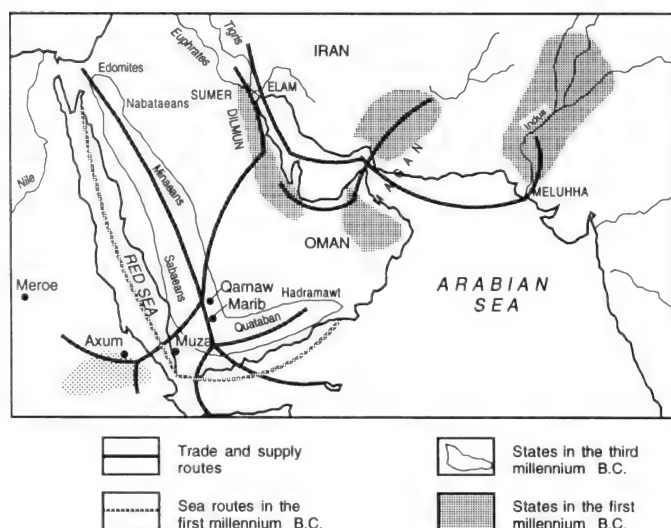 IRAN
Tigris
Euphrates
Edomites
ELAM
SUMER
Nabataeans
DILMUN
Indus
MAGAN
Minaeans
Nile
MELUHHA
OMAN
RED SEA
Sabaeans
Meroe
Qarnaw
Marib
Hadramawt
ARABIAN
SEA
Quataban
Axum
Muza
Trade and supply
routes
States in the third
millennium B.C.
Sea routes in the
first millennium B.C.
States in the first
millennium B.C.